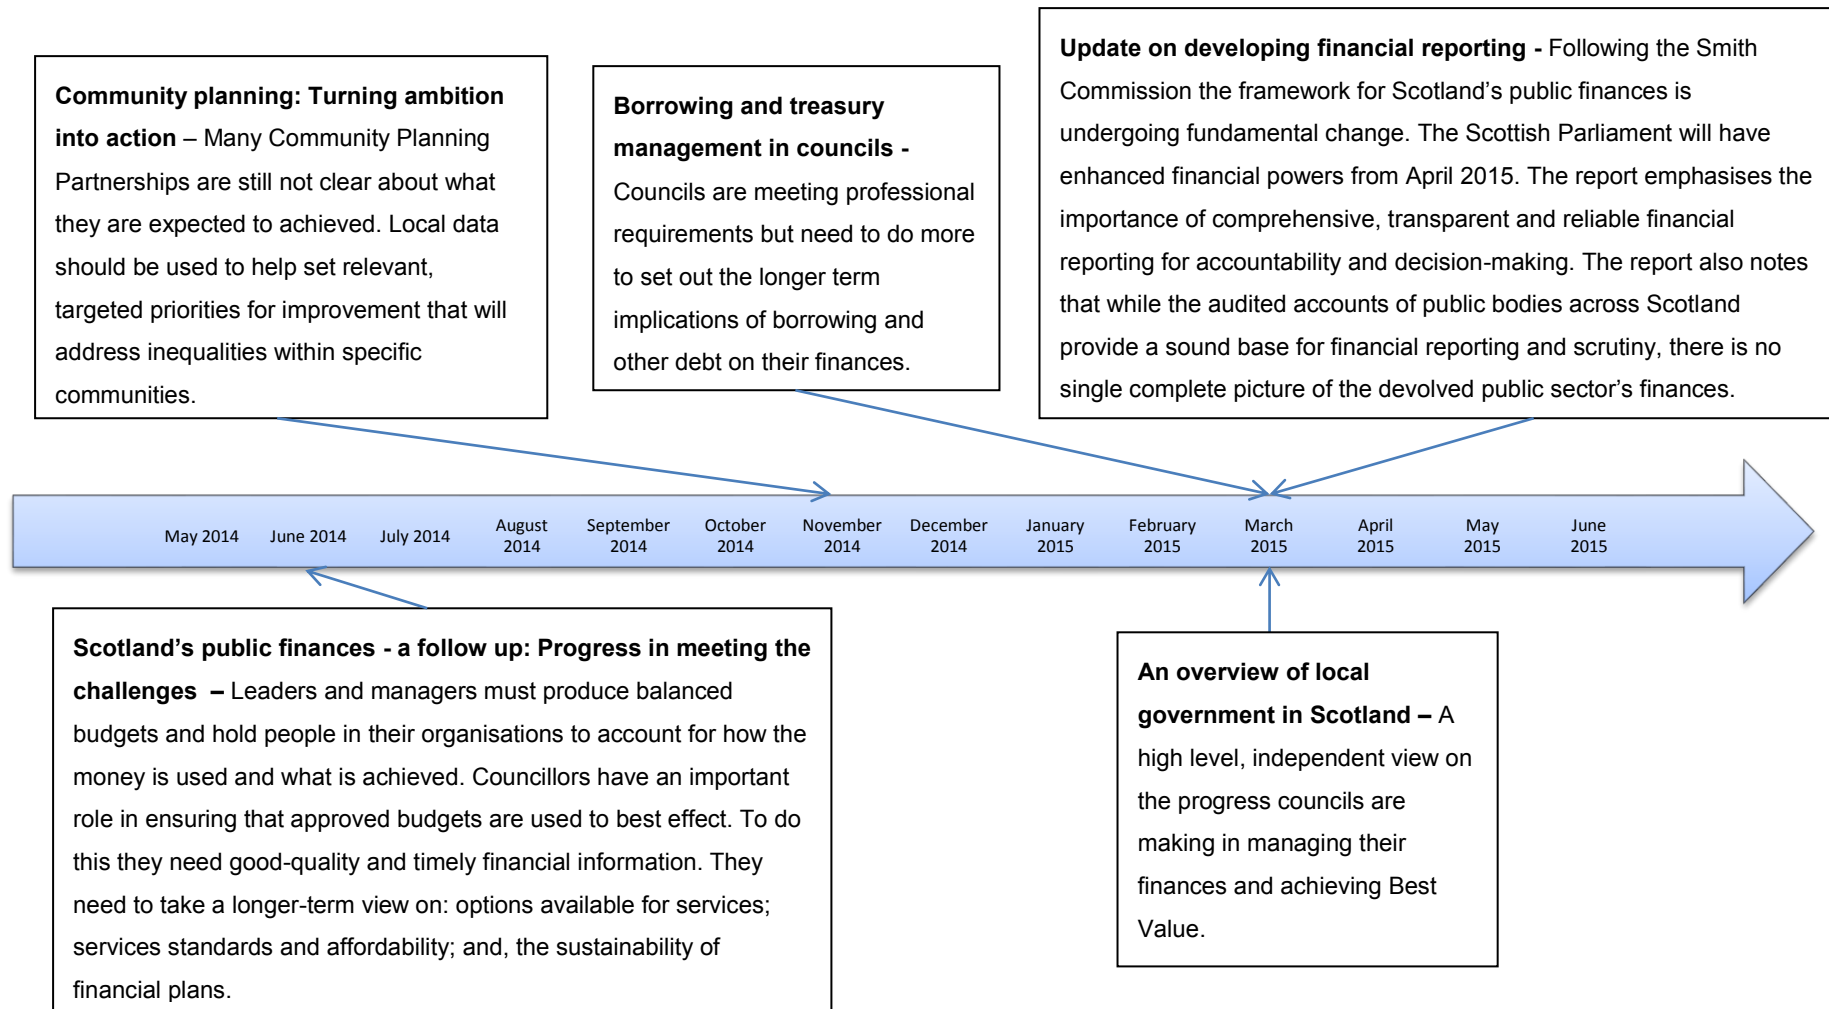 Community planning: Turning ambition
into action – Many Community Planning
Partnerships are still not clear about what
they are expected to achieved. Local data
should be used to help set relevant,
targeted priorities for improvement that will
address inequalities within specific
communities.
Borrowing and treasury
management in councils -
Councils are meeting professional
requirements but need to do more
to set out the longer term
implications of borrowing and
other debt on their finances.
Update on developing financial reporting - Following the Smith
Commission the framework for Scotland’s public finances is
undergoing fundamental change. The Scottish Parliament will have
enhanced financial powers from April 2015. The report emphasises the
importance of comprehensive, transparent and reliable financial
reporting for accountability and decision-making. The report also notes
that while the audited accounts of public bodies across Scotland
provide a sound base for financial reporting and scrutiny, there is no
single complete picture of the devolved public sector’s finances.
May 2014
June 2014
July 2014
August
2014
September
2014
October
2014
November
2014
December
2014
January
2015
February
2015
March
2015
April
2015
May
2015
June
2015
Scotland’s public finances - a follow up: Progress in meeting the
challenges – Leaders and managers must produce balanced
budgets and hold people in their organisations to account for how the
money is used and what is achieved. Councillors have an important
role in ensuring that approved budgets are used to best effect. To do
this they need good-quality and timely financial information. They
need to take a longer-term view on: options available for services;
services standards and affordability; and, the sustainability of
financial plans.
An overview of local
government in Scotland – A
high level, independent view on
the progress councils are
making in managing their
finances and achieving Best
Value.